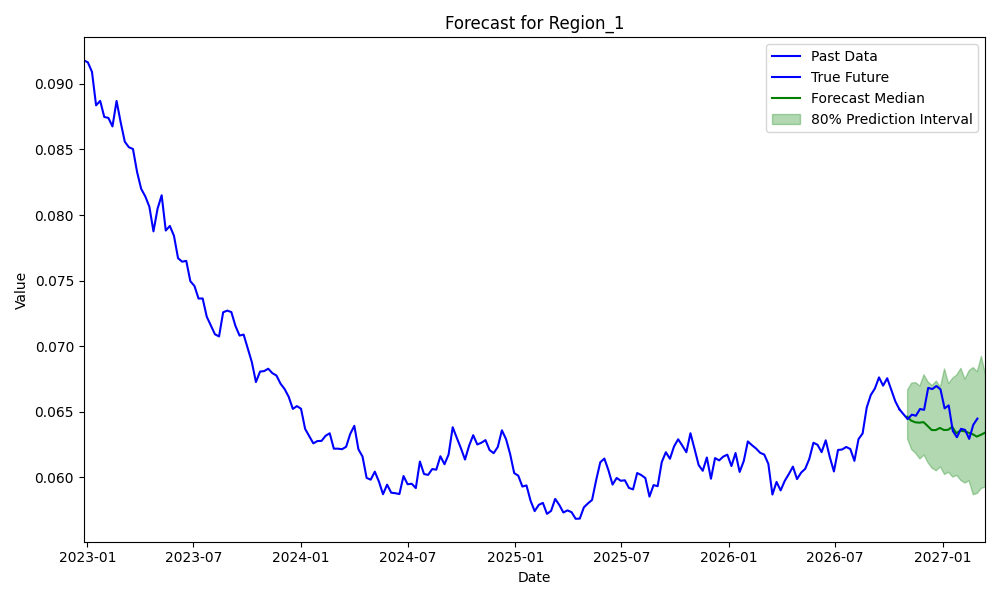 Forecast for Region_1
Past Data
True Future
Forecast Median
80% Prediction Interval
Value
0.090
0.085
0.080
0.075
0.070
0.065
0.060
2023-01
2023-07
2024-01
2024-07
2025-01
2025-07
2026-01
2026-07
2027-01
Date